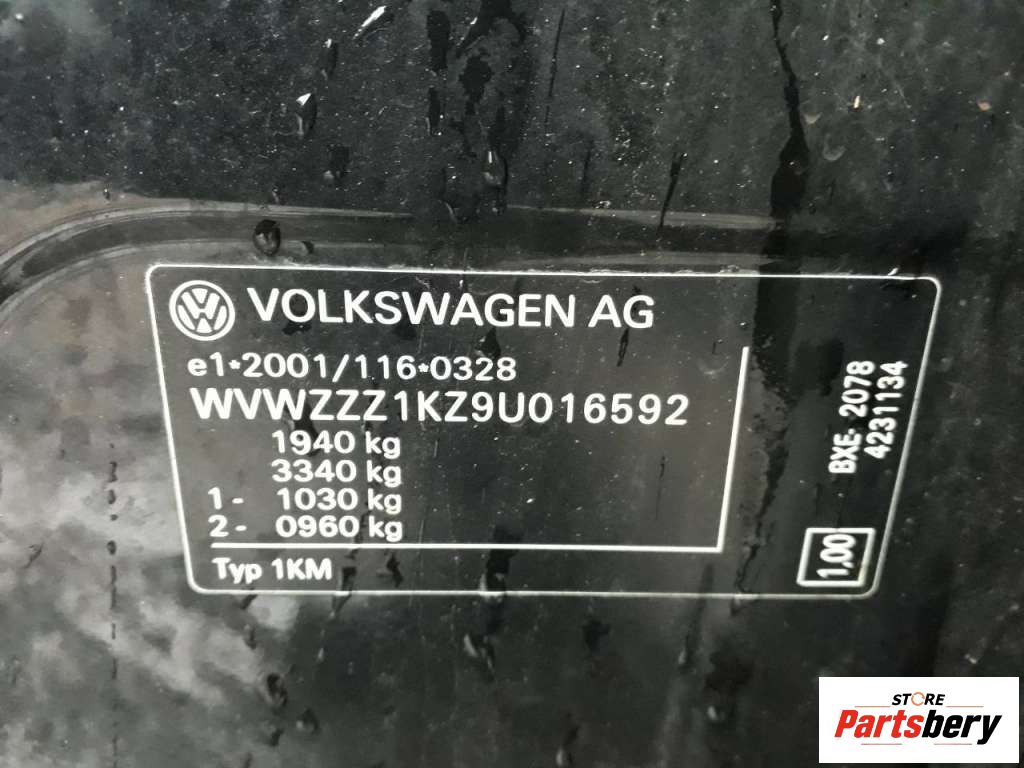 VOLKSWAGEN AG
e1*2001/116*0328
WVWZZZ1KZ9U016592
1940 kg
3340 kg
1- 1030 kg
2- 0960 kg
Typ 1KM
BXE- 2078
4231134
1,00
STORE
Partsbery